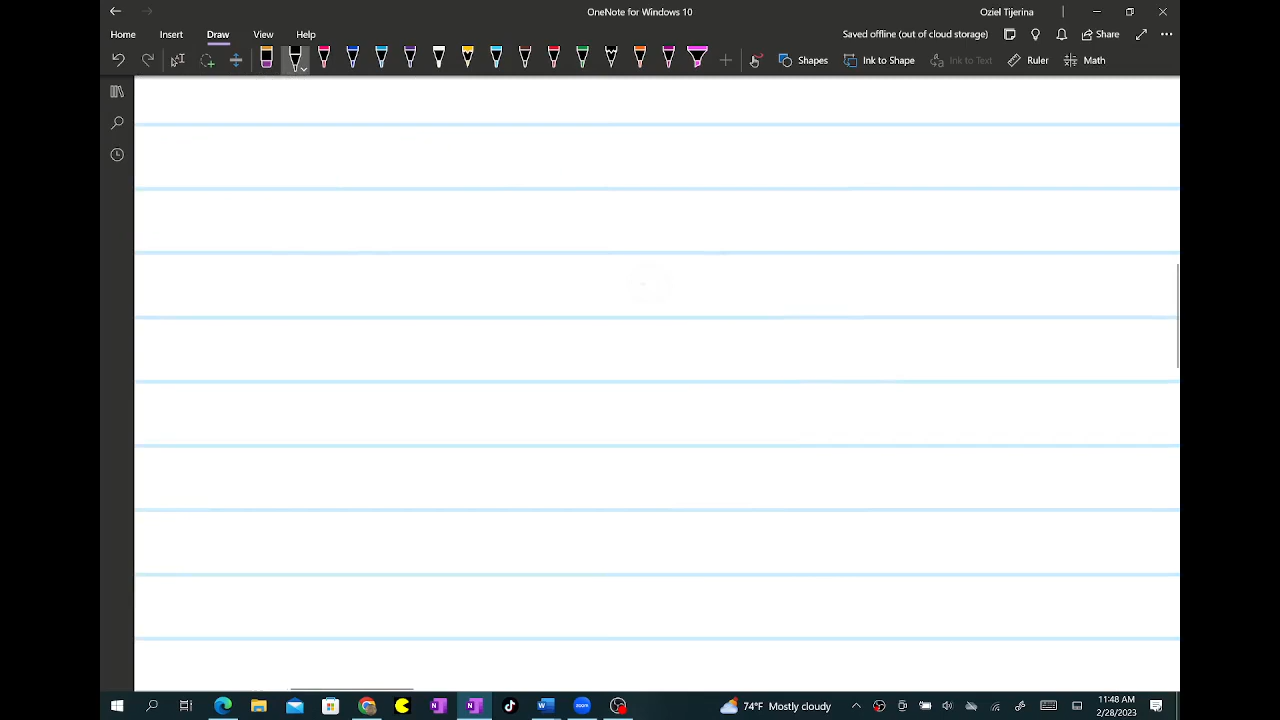 OneNote for Windows 10
Oziel Tijerina
Home Insert Draw View Help
Saved offline (out of cloud storage)
Share
Shapes
Ink to Shape
Ink to Text
Ruler
Math
zoom
74°F Mostly cloudy
11:48 AM
2/28/2023